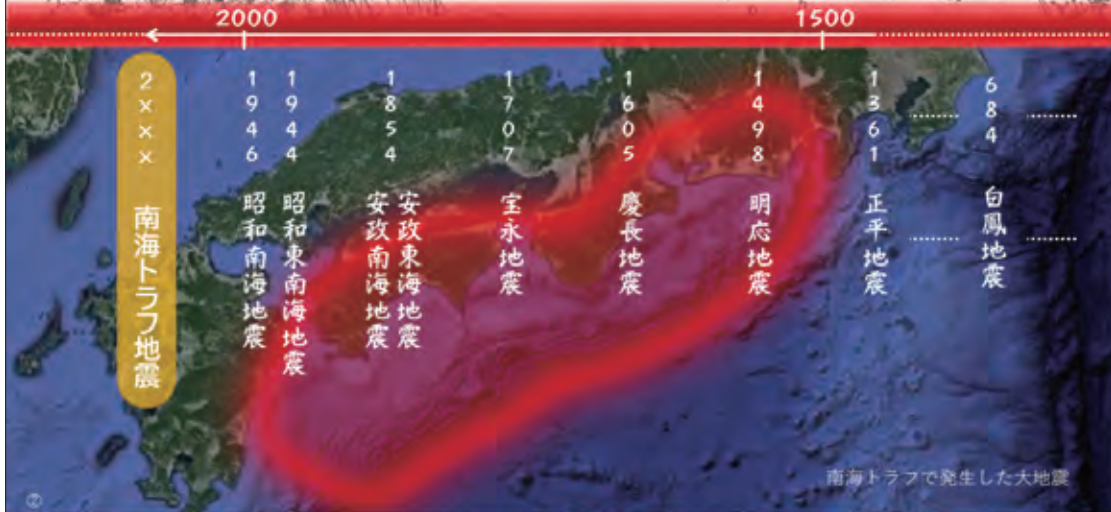 2000
1500
684 白鳳地震
1361 正平地震
1498 明応地震
1605 慶長地震
1707 宝永地震
1854 安政東海地震
安政南海地震
1944 昭和東南海地震
1946 昭和南海地震
2××× 南海トラフ地震
南海トラフで発生した大地震
②